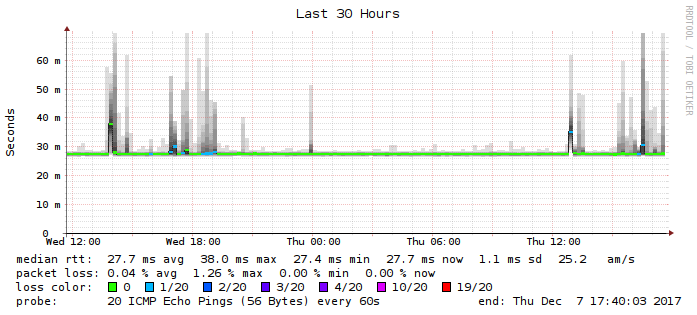 Last 30 Hours
RRDTOOL / TOBI OETIKER
Seconds
60 m
50 m
40 m
30 m
20 m
10 m
0
Wed 12:00 Wed 18:00 Thu 00:00 Thu 06:00 Thu 12:00
median rtt: 27.7 ms avg 38.0 ms max 27.4 ms min 27.7 ms now 1.1 ms sd 25.2 am/s
packet loss: 0.04 % avg 1.26 % max 0.00 % min 0.00 % now
loss color: 0 1/20 2/20 3/20 4/20 10/20 19/20
probe: 20 ICMP Echo Pings (56 Bytes) every 60s end: Thu Dec 7 17:40:03 2017